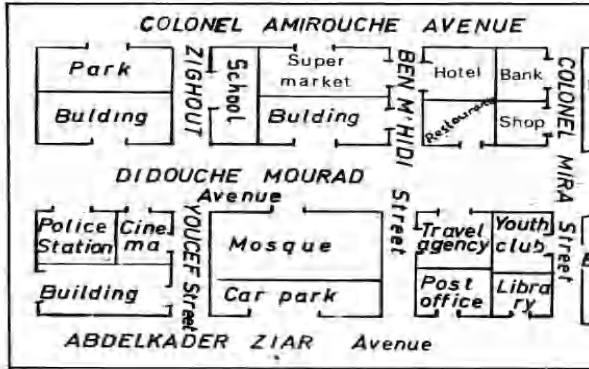 COLONEL AMIROUCHE AVENUE
Park
Bulding
ZIGHOUT
School
Super
market
Bulding
BEN M'HIDI
Street
Hotel
Bank
Restaurant
Shop
COLONEL MIRA
Street
DIDOUCHE MOURAD
Avenue
Police
Station
Cine
ma
Building
YOUCEF Street
Mosque
Car park
Travel
agency
Youth
club
Post
office
Libra
ry
ABDELKADER ZIAR Avenue